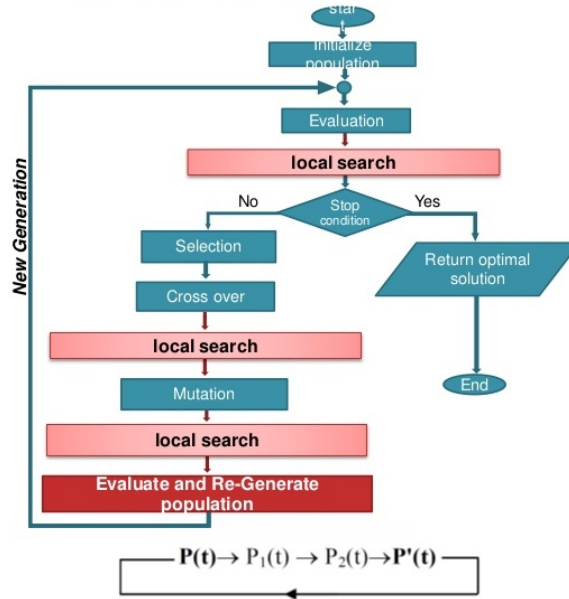 star
t
Initialize
population
Evaluation
local search
Stop
condition
No
Yes
Selection
Return optimal
solution
Cross over
local search
Mutation
End
local search
Evaluate and Re-Generate
population
New Generation
P(t)→ P₁(t) → P₂(t)→P'(t)